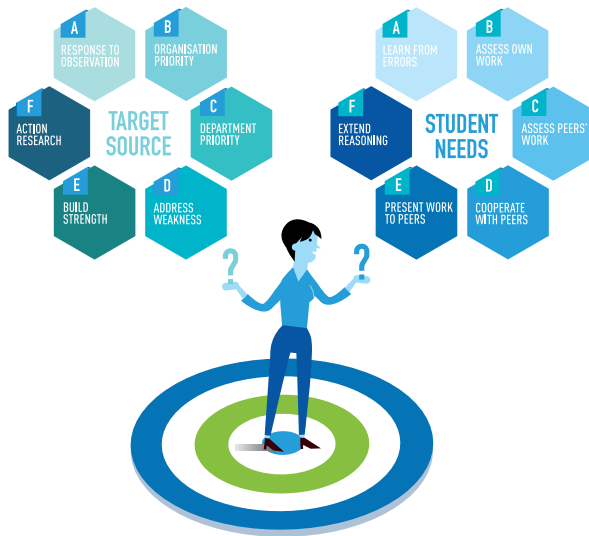 A
RESPONSE TO
OBSERVATION
B
ORGANISATION
PRIORITY
F
ACTION
RESEARCH
TARGET
SOURCE
C
DEPARTMENT
PRIORITY
E
BUILD
STRENGTH
D
ADDRESS
WEAKNESS
A
LEARN FROM
ERRORS
B
ASSESS OWN
WORK
F
EXTEND
REASONING
STUDENT
NEEDS
C
ASSESS PEERS'
WORK
E
PRESENT WORK
TO PEERS
D
COOPERATE
WITH PEERS
?
?